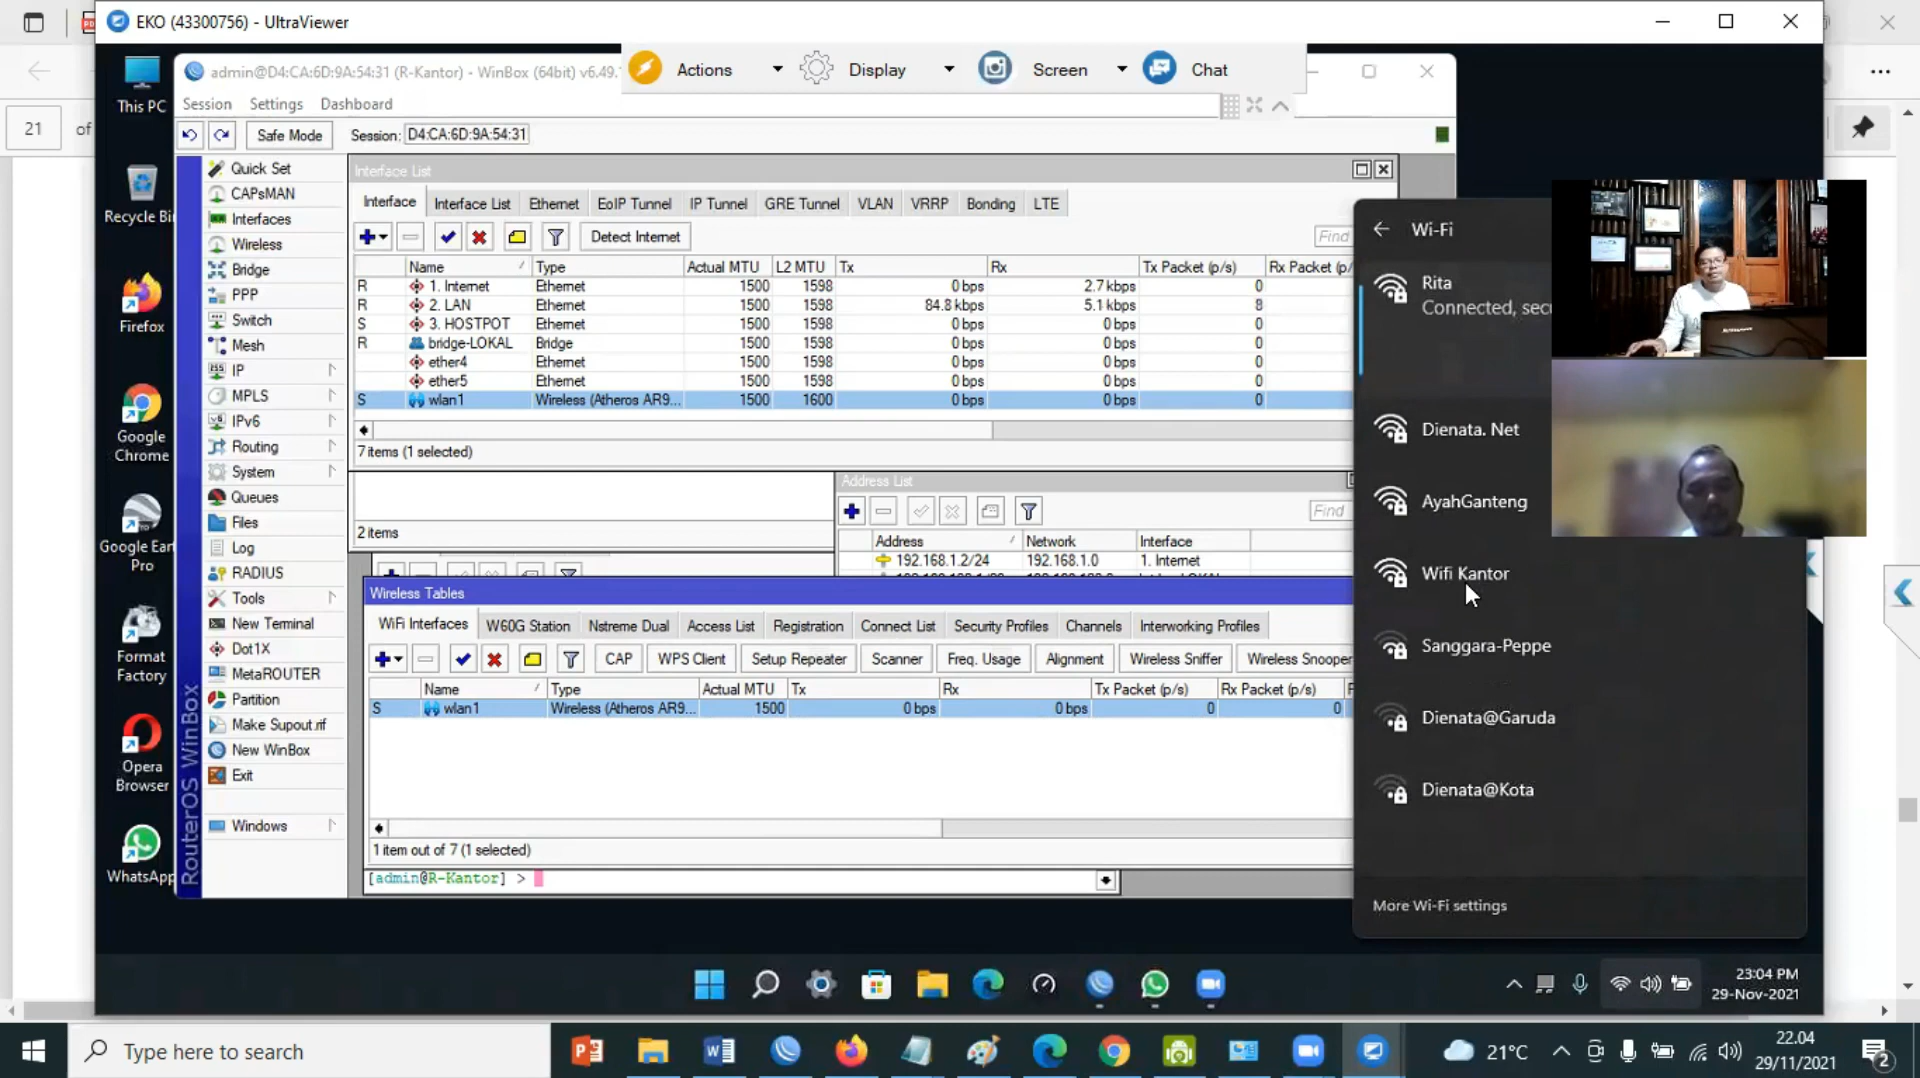 EKO (43300756) - UltraViewer
21 of
Actions Display Screen Chat
admin@D4:CA:6D:9A:54:31 (R-Kantor) - WinBox (64bit) v6.49.
Session Settings Dashboard
Safe Mode Session: D4:CA:6D:9A:54:31
This PC
Recycle Bi
Firefox
Google
Chrome
Google Ear
Pro
Format
Factory
Opera
Browser
WhatsApp
RouterOS WinBox
Quick Set
CAPsMAN
Interfaces
Wireless
Bridge
PPP
Switch
Mesh
IP
MPLS
IPv6
Routing
System
Queues
Files
Log
RADIUS
Tools
New Terminal
Dot1X
MetaROUTER
Partition
Make Supout.rif
New WinBox
Exit
Windows
Interface List
Interface Interface List Ethernet EoIP Tunnel IP Tunnel GRE Tunnel VLAN VRRP Bonding LTE
Detect Internet Find
Name Type Actual MTU L2 MTU Tx Rx Tx Packet (p/s) Rx Packet (p/
R 1. Internet Ethernet 1500 1598 0 bps 2.7 kbps 0
R 2. LAN Ethernet 1500 1598 84.8 kbps 5.1 kbps 8
S 3. HOSTPOT Ethernet 1500 1598 0 bps 0 bps 0
R bridge-LOKAL Bridge 1500 1598 0 bps 0 bps 0
ether4 Ethernet 1500 1598 0 bps 0 bps 0
ether5 Ethernet 1500 1598 0 bps 0 bps 0
S wlan1 Wireless (Atheros AR9... 1500 1600 0 bps 0 bps 0
7 items (1 selected)
2 items
Address List
Find
Address Network Interface
192.168.1.2/24 192.168.1.0 1. Internet
Wireless Tables
WiFi Interfaces W60G Station Nstreme Dual Access List Registration Connect List Security Profiles Channels Interworking Profiles
CAP WPS Client Setup Repeater Scanner Freq. Usage Alignment Wireless Sniffer Wireless Snoope
Name Type Actual MTU Tx Rx Tx Packet (p/s) Rx Packet (p/s)
S wlan1 Wireless (Atheros AR9... 1500 0 bps 0 bps 0 0
1 item out of 7 (1 selected)
[admin@R-Kantor] >
Wi-Fi
Rita
Connected, sec
Dienata. Net
AyahGanteng
Wifi Kantor
Sanggara-Peppe
Dienata@Garuda
Dienata@Kota
More Wi-Fi settings
23:04 PM
29-Nov-2021
Type here to search
21°C
22.04
29/11/2021
2